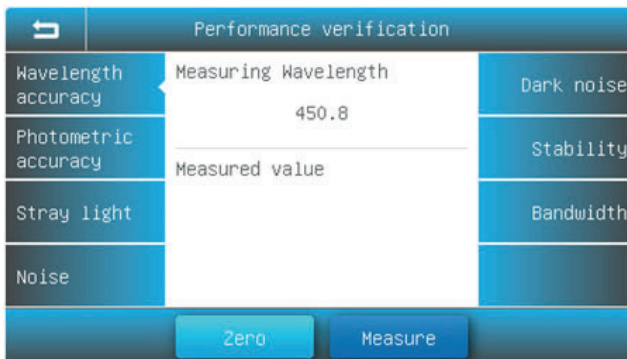 Performance verification
Wavelength
accuracy
Photometric
accuracy
Stray light
Noise
Measuring Wavelength
450.8
Measured value
Dark noise
Stability
Bandwidth
Zero
Measure